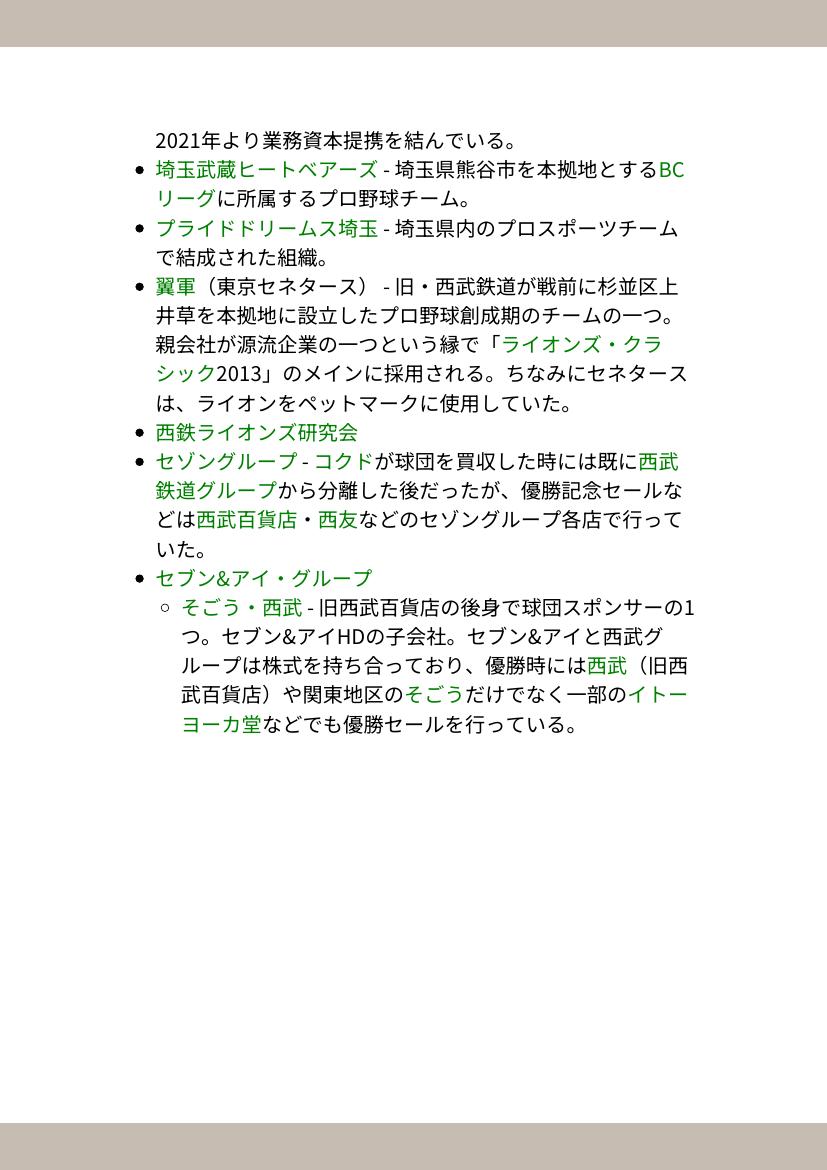 2021年より業務資本提携を結んでいる。
埼玉武蔵ヒートベアーズ - 埼玉県熊谷市を本拠地とするBC
リーグに所属するプロ野球チーム。
プライドドリームス埼玉 - 埼玉県内のプロスポーツチーム
で結成された組織。
翼軍（東京セネタース） - 旧・西武鉄道が戦前に杉並区上
井草を本拠地に設立したプロ野球創成期のチームの一つ。
親会社が源流企業の一つという縁で「ライオンズ・クラ
シック2013」のメインに採用される。ちなみにセネタース
は、ライオンをペットマークに使用していた。
西鉄ライオンズ研究会
セゾングループ - コクドが球団を買収した時には既に西武
鉄道グループから分離した後だったが、優勝記念セールな
どは西武百貨店・西友などのセゾングループ各店で行って
いた。
セブン&アイ・グループ
そごう・西武 - 旧西武百貨店の後身で球団スポンサーの1
つ。セブン&アイHDの子会社。セブン&アイと西武グ
ループは株式を持ち合っており、優勝時には西武（旧西
武百貨店）や関東地区のそごうだけでなく一部のイトー
ヨーカ堂などでも優勝セールを行っている。